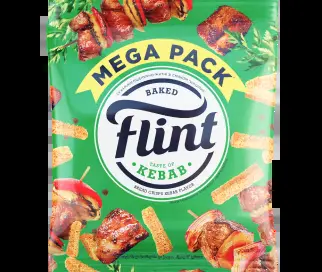 MEGA PACK
BAKED
flint
TASTE OF
• KEBAB •
BREAD CRISPS KEBAB FLAVOR